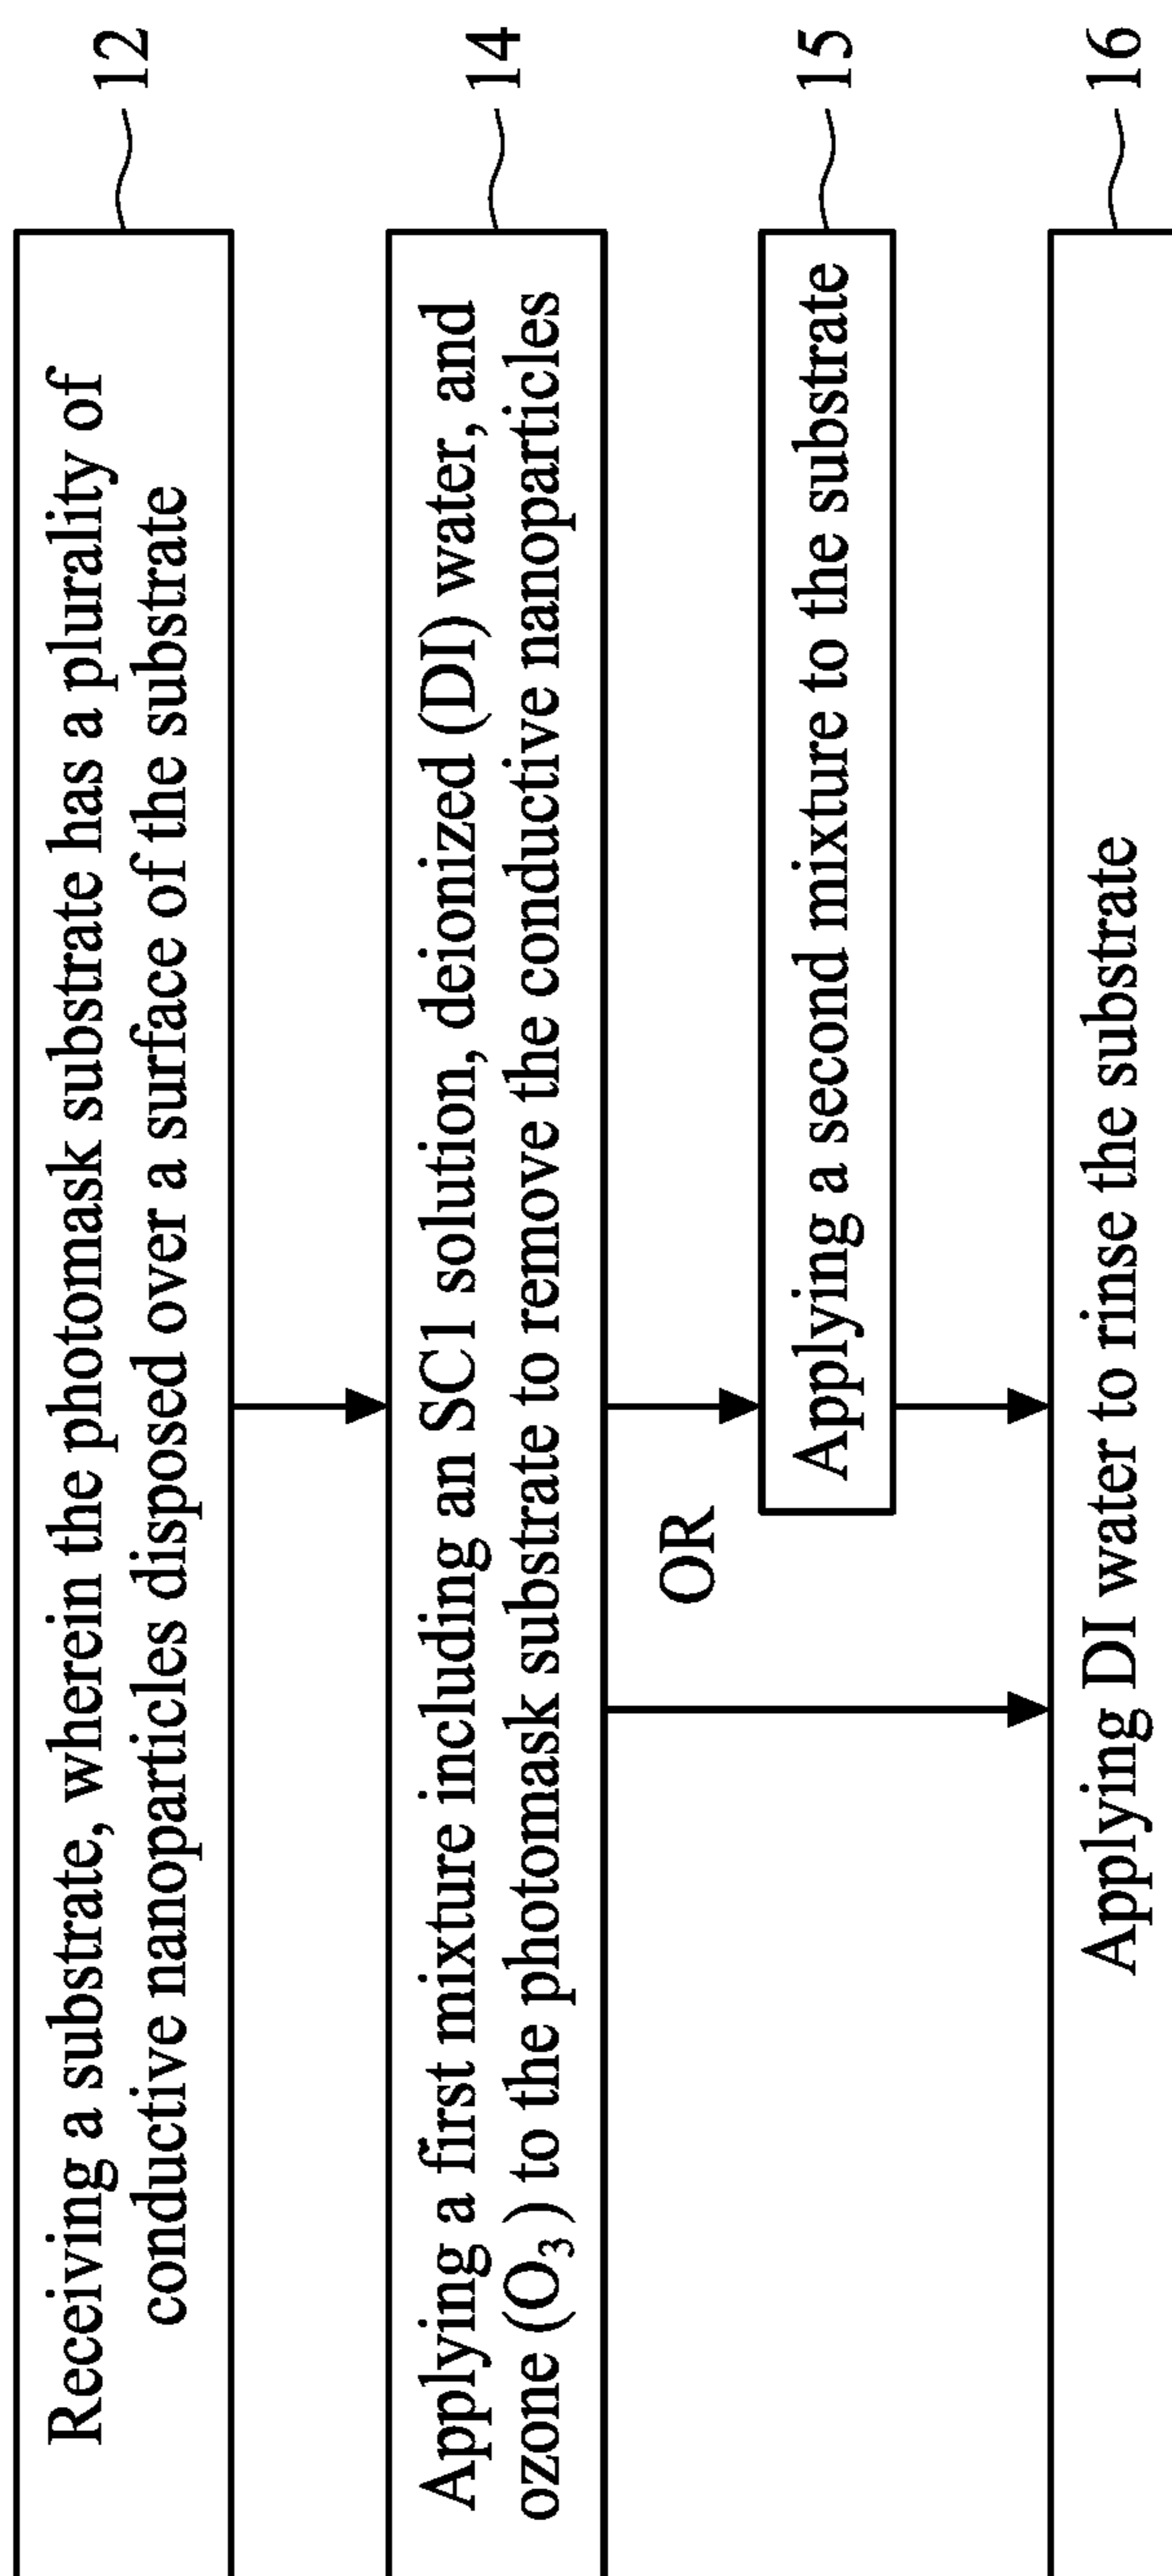 Receiving a substrate, wherein the photomask substrate has a plurality of
conductive nanoparticles disposed over a surface of the substrate
12
Applying a first mixture including an SC1 solution, deionized (DI) water, and
ozone (O₃) to the photomask substrate to remove the conductive nanoparticles
14
OR
Applying a second mixture to the substrate
15
Applying DI water to rinse the substrate
16